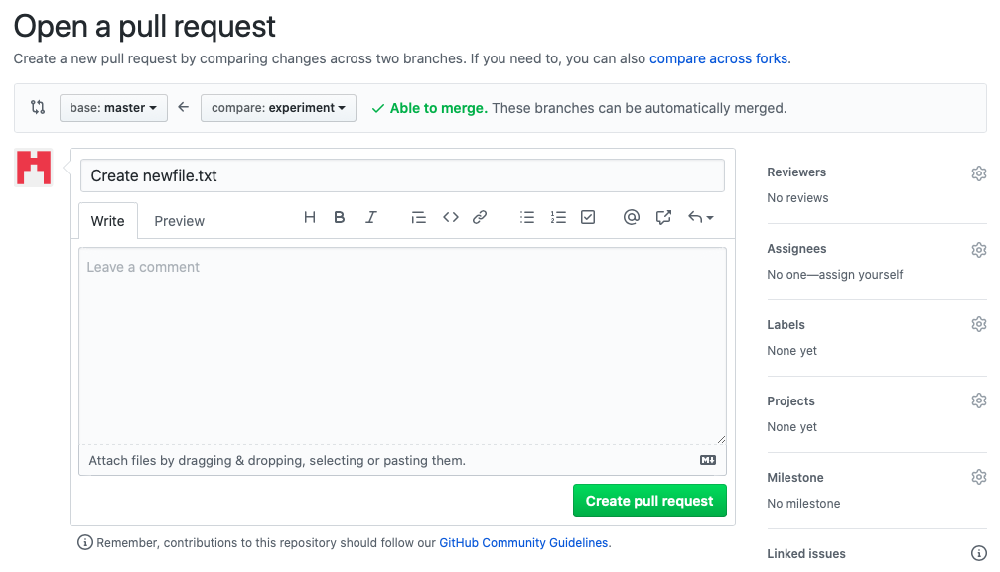 Open a pull request
Create a new pull request by comparing changes across two branches. If you need to, you can also compare across forks.
base: master
compare: experiment
Able to merge. These branches can be automatically merged.
Create newfile.txt
Write
Preview
Leave a comment
Attach files by dragging & dropping, selecting or pasting them.
Create pull request
Remember, contributions to this repository should follow our GitHub Community Guidelines.
Reviewers
No reviews
Assignees
No one—assign yourself
Labels
None yet
Projects
None yet
Milestone
No milestone
Linked issues